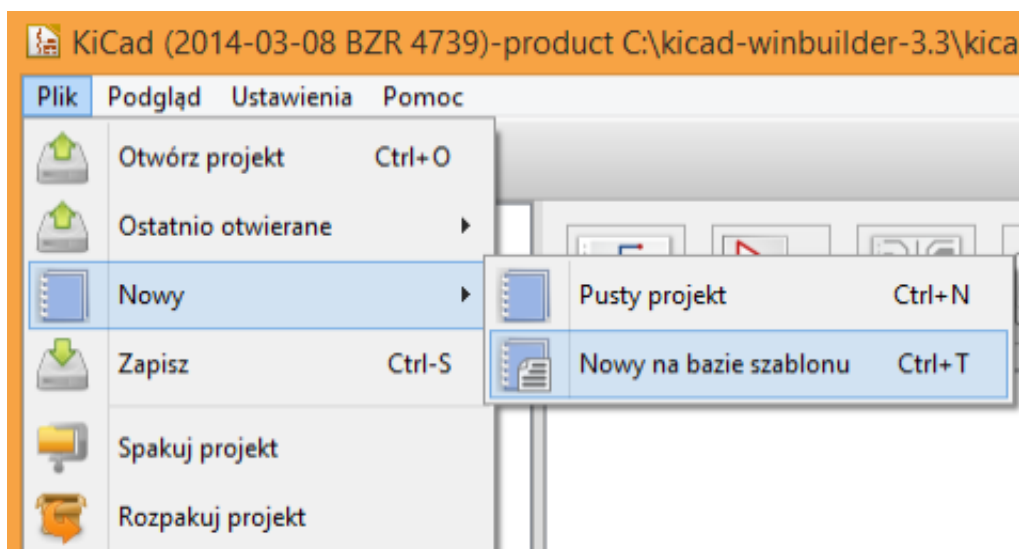 KiCad (2014-03-08 BZR 4739)-product C:\kicad-winbuilder-3.3\kica
Plik Podgląd Ustawienia Pomoc
Otwórz projekt Ctrl+O
Ostatnio otwierane
Nowy
Pusty projekt Ctrl+N
Zapisz Ctrl-S
Nowy na bazie szablonu Ctrl+T
Spakuj projekt
Rozpakuj projekt